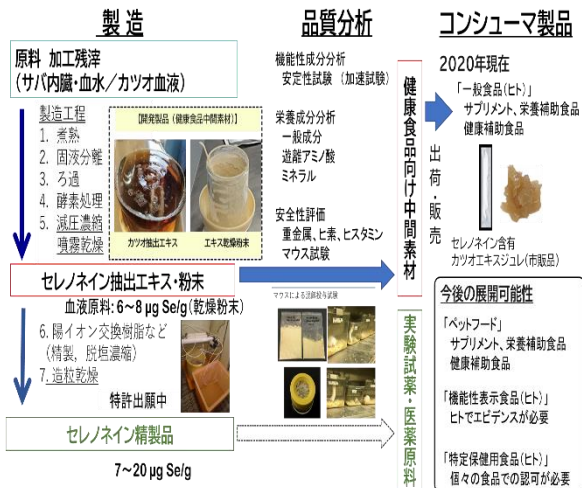 製 造
原料 加工残滓
(サバ内臓・血水/カツオ血液)
製造工程
1. 煮熟
2. 固液分離
3. ろ過
4. 酵素処理
5. 減圧濃縮
噴霧乾燥
【開発製品(健康食品中間素材)】
カツオ抽出エキス
エキス乾燥粉末
セレノネイン抽出エキス・粉末
血液原料: 6~8 μg Se/g(乾燥粉末)
6. 陽イオン交換樹脂など
(精製, 脱塩濃縮)
7. 造粒乾燥
特許出願中
セレノネイン精製品
7~20 μg Se/g
品質分析
機能性成分分析
安定性試験 (加速試験)
栄養成分分析
一般成分
遊離アミノ酸
ミネラル
安全性評価
重金属、ヒ素、ヒスタミン
マウス試験
健康食品向け中間素材
実験試薬・医薬原料
出荷・販売
コンシューマ製品
2020年現在
「一般食品(ヒト)」
サプリメント、栄養補助食品
健康補助食品
セレノネイン含有
カツオエキスジュレ(市販品)
今後の展開可能性
「ペットフード」
サプリメント、栄養補助食品
健康補助食品
「機能性表示食品(ヒト)」
ヒトでエビデンスが必要
「特定保健用食品(ヒト)」
個々の食品での認可が必要